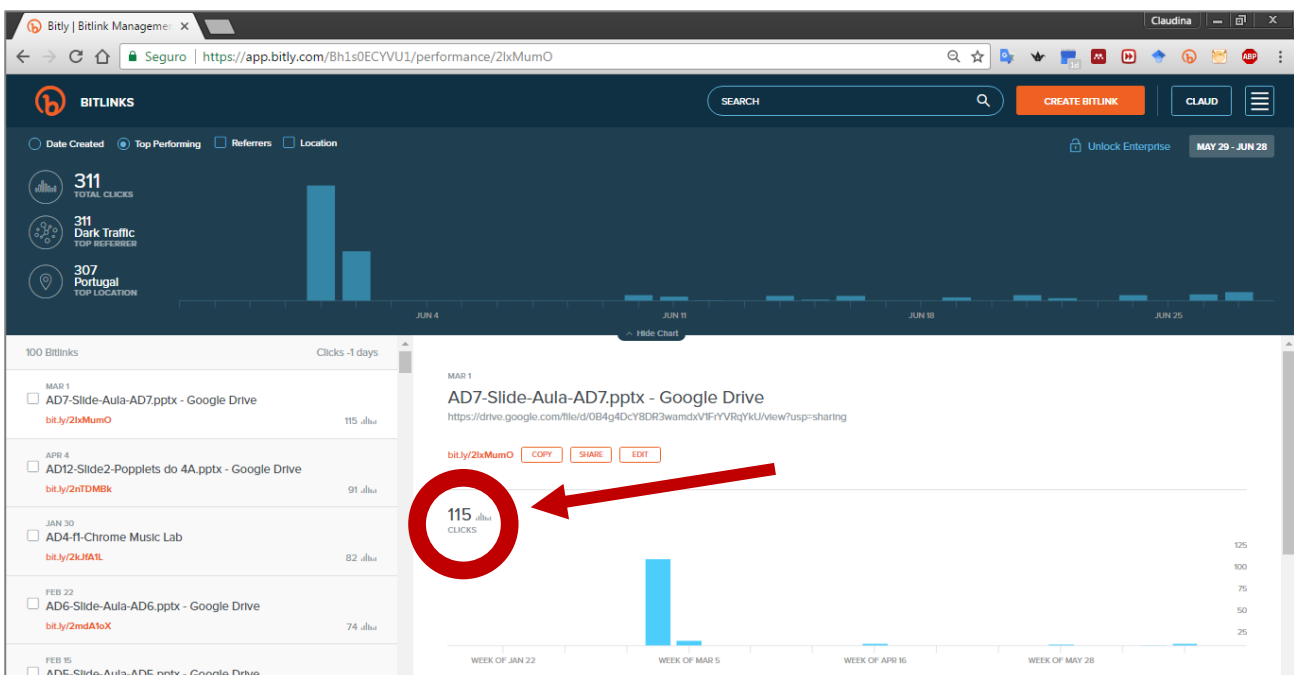 Bitly | Bitlink Managemen
Claudina
Seguro | https://app.bitly.com/Bh1s0ECYVU1/performance/2lxMumO
BITLINKS
SEARCH
CREATE BITLINK
CLAUD
Date Created Top Performing Referrers Location
Unlock Enterprise
MAY 29 - JUN 28
311
TOTAL CLICKS
311
Dark Traffic
TOP REFERRER
307
Portugal
TOP LOCATION
JUN 4 JUN 11 JUN 18 JUN 25
Hide Chart
100 Bitlinks Clicks -1 days
MAR 1
AD7-Slide-Aula-AD7.pptx - Google Drive
bit.ly/2lxMumO 115
APR 4
AD12-Slide2-Popplets do 4A.pptx - Google Drive
bit.ly/2nTDMBk 91
JAN 30
AD4-f1-Chrome Music Lab
bit.ly/2kJfA1L 82
FEB 22
AD6-Slide-Aula-AD6.pptx - Google Drive
bit.ly/2mdA1oX 74
FEB 15
AD5-Slide-Aula-AD5.pptx - Google Drive
MAR 1
AD7-Slide-Aula-AD7.pptx - Google Drive
https://drive.google.com/file/d/0B4g4DcY8DR3wamdxV1FrYVRqYkU/view?usp=sharing
bit.ly/2lxMumO COPY SHARE EDIT
115
CLICKS
125
100
75
50
25
WEEK OF JAN 22 WEEK OF MAR 5 WEEK OF APR 16 WEEK OF MAY 28